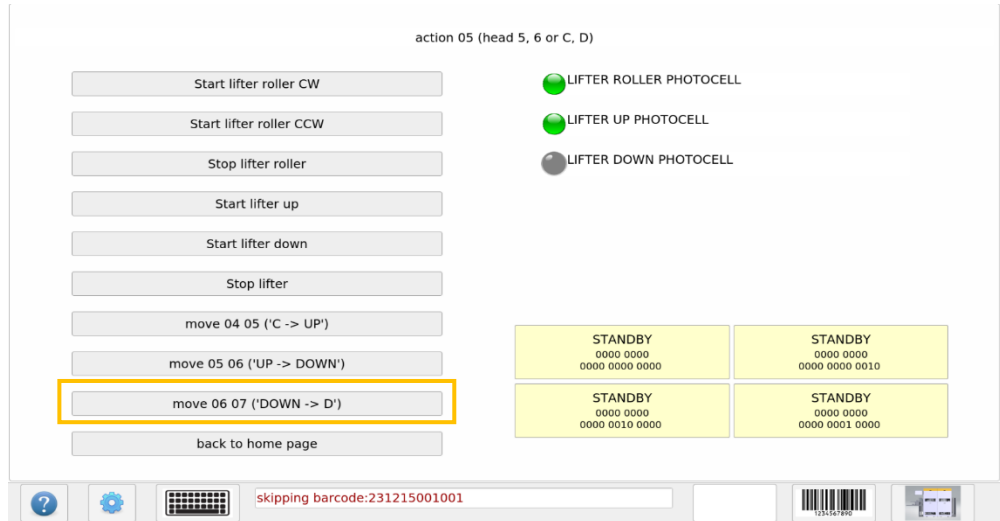 action 05 (head 5, 6 or C, D)
Start lifter roller CW
Start lifter roller CCW
Stop lifter roller
Start lifter up
Start lifter down
Stop lifter
move 04 05 ('C -> UP')
move 05 06 ('UP -> DOWN')
move 06 07 ('DOWN -> D')
back to home page
LIFTER ROLLER PHOTOCELL
LIFTER UP PHOTOCELL
LIFTER DOWN PHOTOCELL
STANDBY
0000 0000
0000 0000 0000
STANDBY
0000 0000
0000 0000 0010
STANDBY
0000 0000
0000 0010 0000
STANDBY
0000 0000
0000 0001 0000
?
skipping barcode:231215001001
1234567890